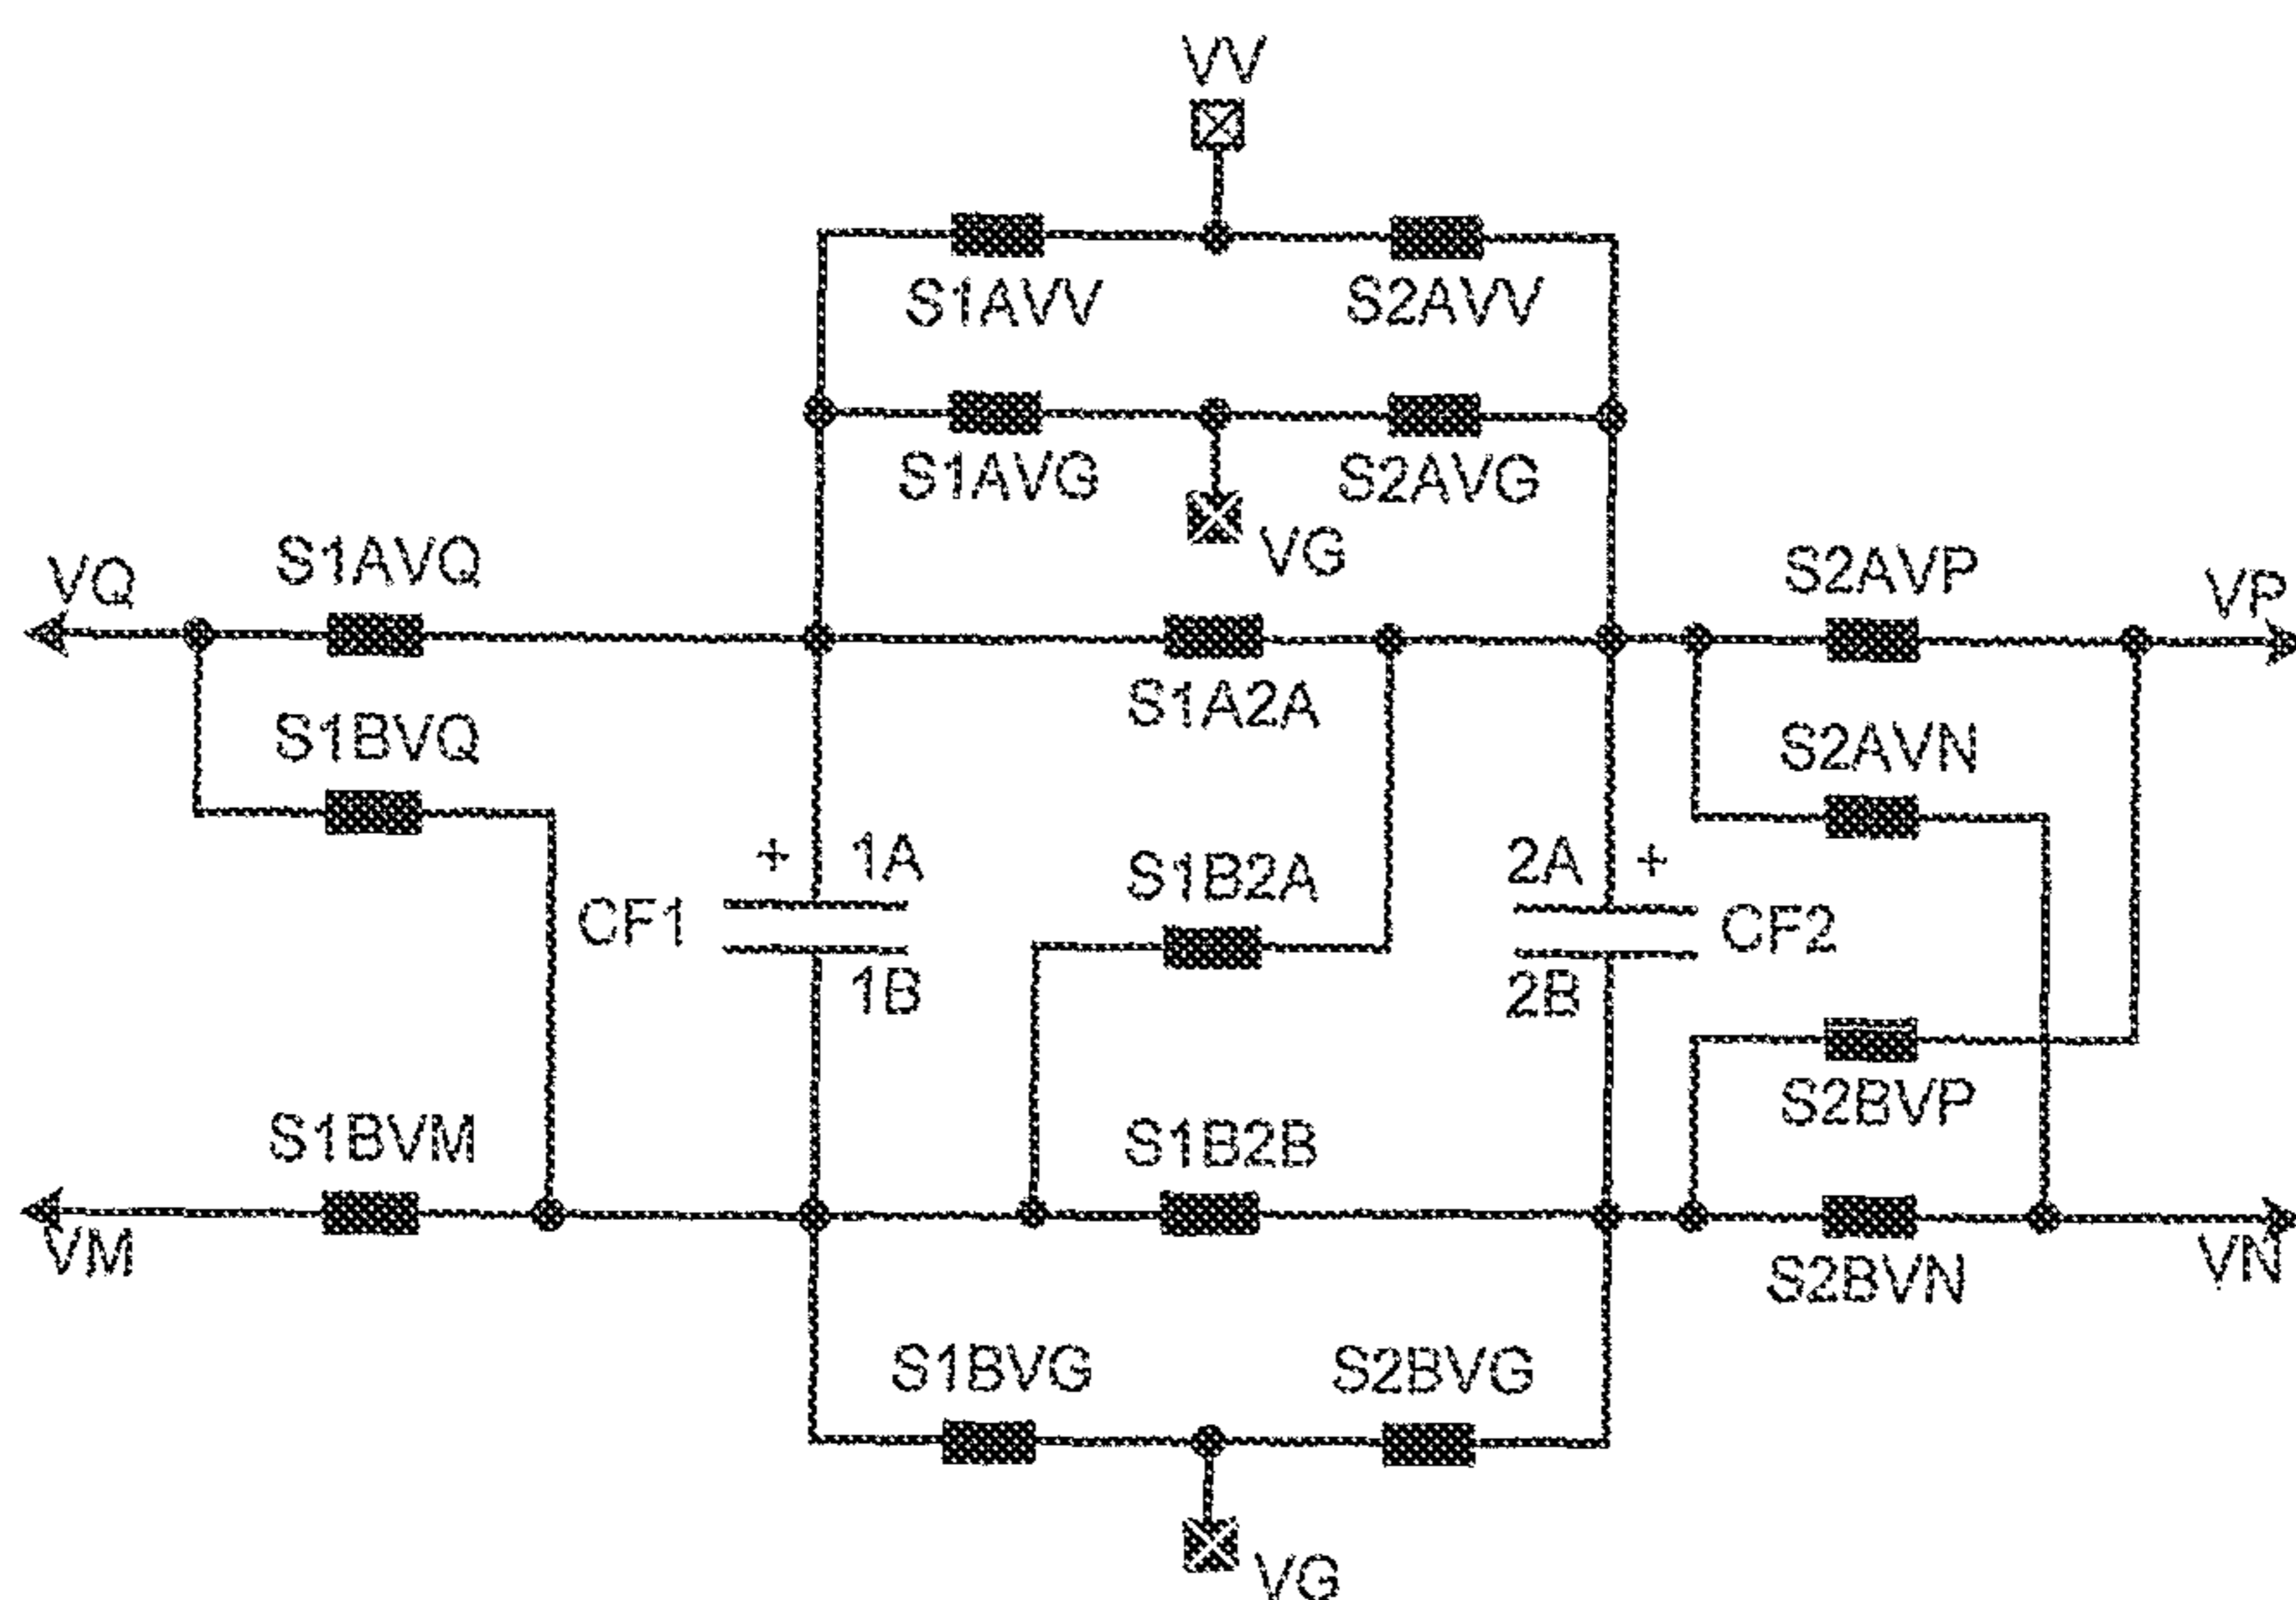 VV
S1AVV
S2AVV
S1AVG
S2AVG
VG
VQ
S1AVQ
S2AVP
VP
S1A2A
S1BVQ
S2AVN
+
1A
S1B2A
2A
+
CF1
CF2
1B
2B
S2BVP
S1BVM
S1B2B
VM
S2BVN
VN
S1BVG
S2BVG
VG